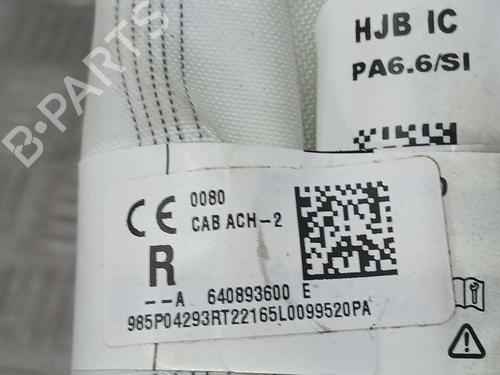 HJB IC
PA6.6/SI
0080
CE
CAB ACH-2
R
--A 640893600 E
985P04293RT22165L0099520PA
B-PARTS